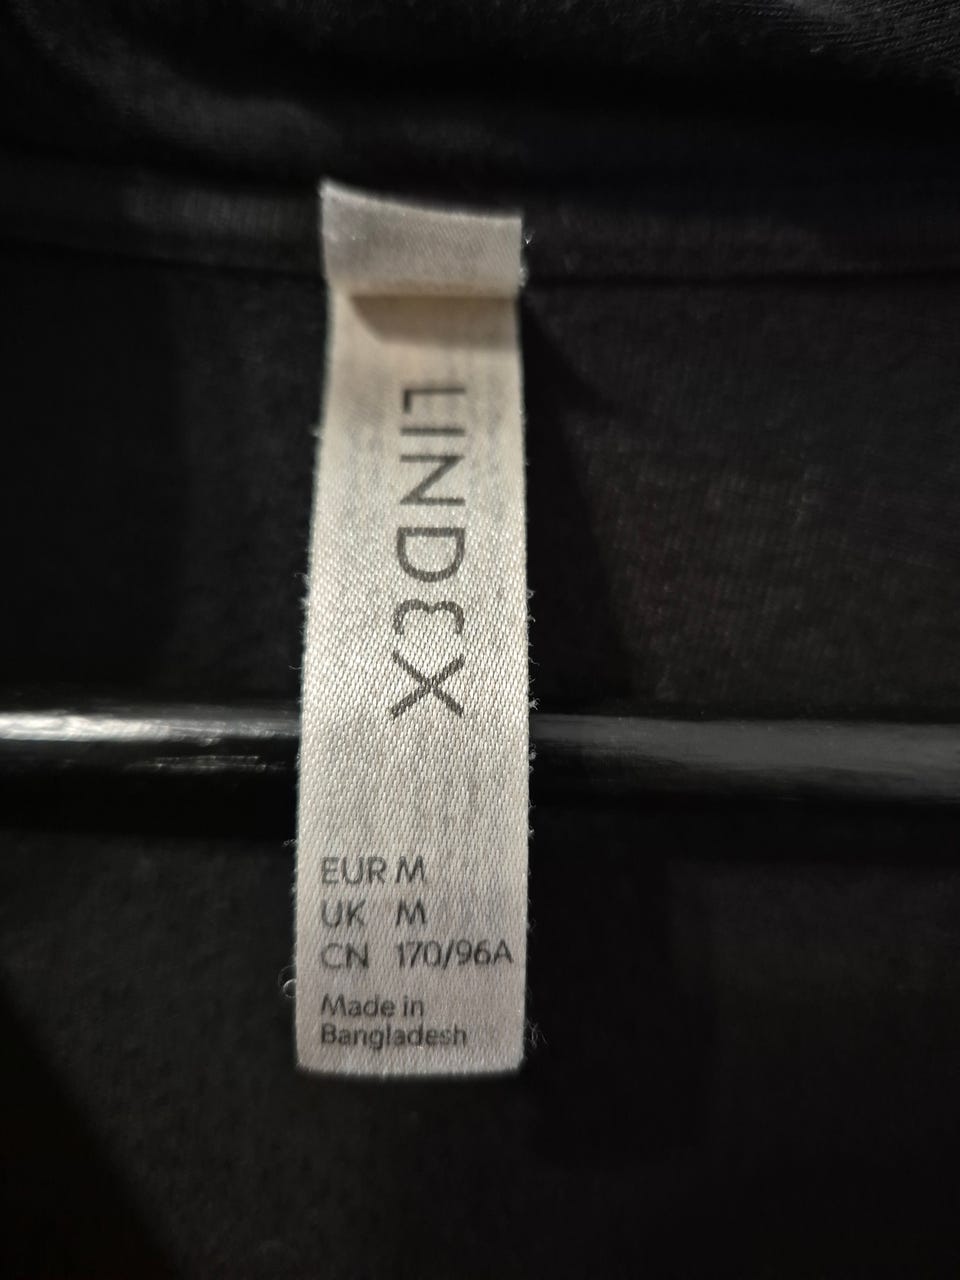 LINDEX
EUR M
UK M
CN 170/96A
Made in
Bangladesh